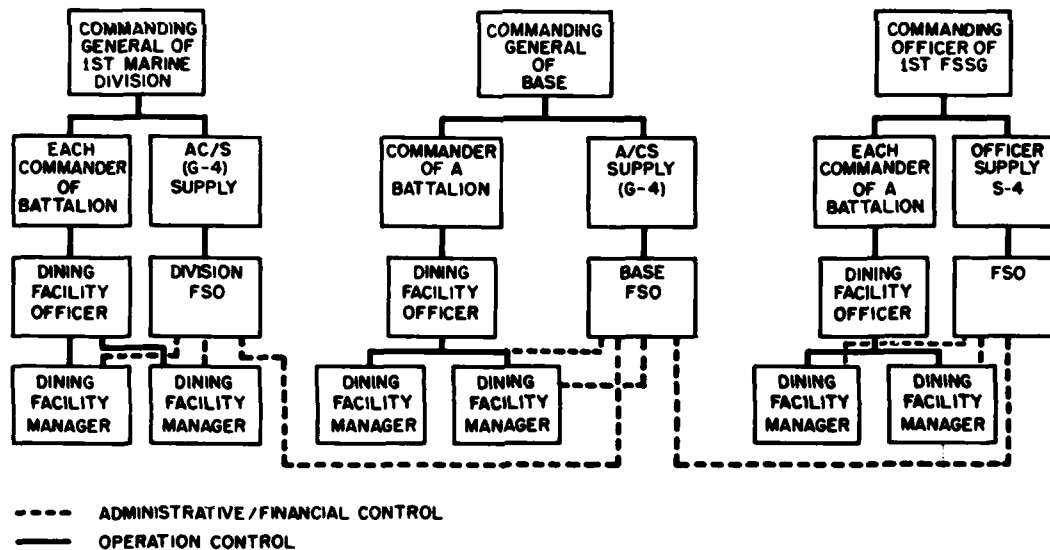 COMMANDING
GENERAL OF
1ST MARINE
DIVISION
COMMANDING
GENERAL
OF
BASE
COMMANDING
OFFICER OF
1ST FSSG
EACH
COMMANDER
OF
BATTALION
AC/S
(G-4)
SUPPLY
COMMANDER
OF A
BATTALION
A/CS
SUPPLY
(G-4)
EACH
COMMANDER
OF A
BATTALION
OFFICER
SUPPLY
S-4
DINING
FACILITY
OFFICER
DIVISION
FSO
DINING
FACILITY
OFFICER
BASE
FSO
DINING
FACILITY
OFFICER
FSO
DINING
FACILITY
MANAGER
DINING
FACILITY
MANAGER
DINING
FACILITY
MANAGER
DINING
FACILITY
MANAGER
DINING
FACILITY
MANAGER
DINING
FACILITY
MANAGER
ADMINISTRATIVE/FINANCIAL CONTROL
OPERATION CONTROL